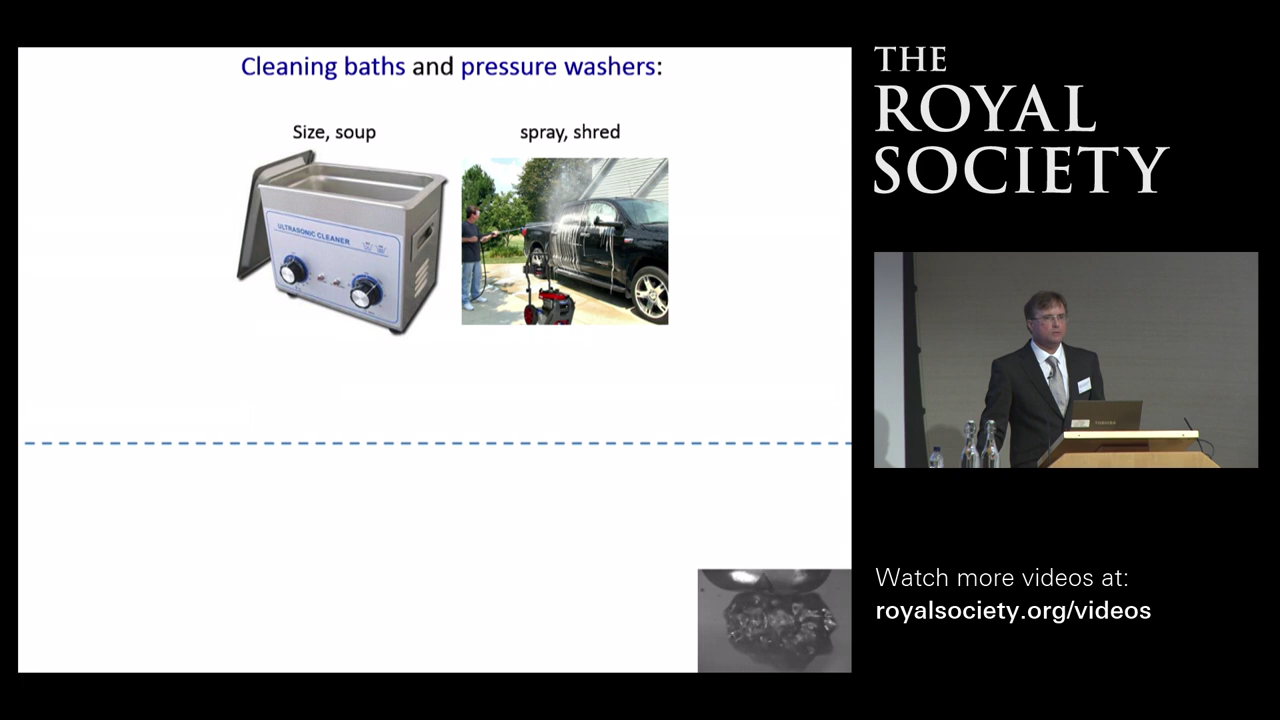 Cleaning baths and pressure washers:
Size, soup
spray, shred
ULTRASONIC CLEANER
THE
ROYAL
SOCIETY
TOSHIBA
Watch more videos at:
royalsociety.org/videos